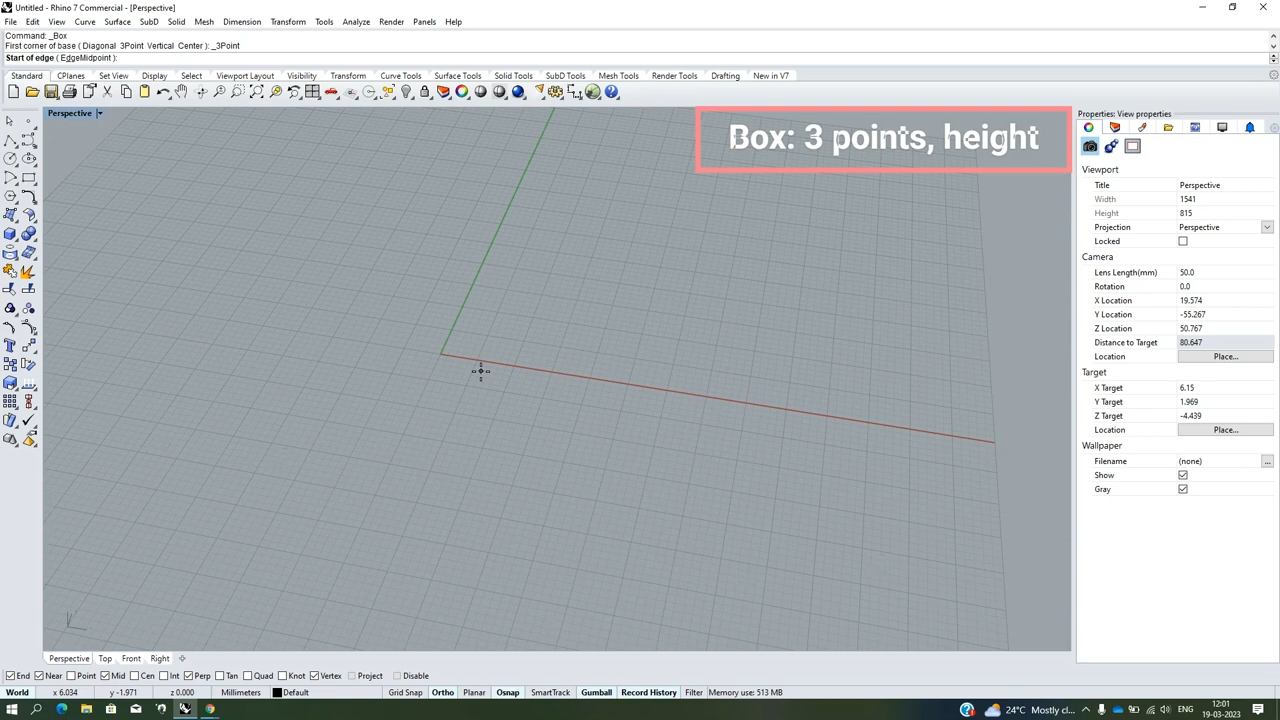 Untitled - Rhino 7 Commercial - [Perspective]
File Edit View Curve Surface SubD Solid Mesh Dimension Transform Tools Analyze Render Panels Help
Command: _Box
First corner of base ( Diagonal 3Point Vertical Center ): _3Point
Start of edge ( EdgeMidpoint ):
Standard CPlanes Set View Display Select Viewport Layout Visibility Transform Curve Tools Surface Tools Solid Tools SubD Tools Mesh Tools Render Tools Drafting New in V7
Perspective
Box: 3 points, height
Properties: View properties
Viewport
Title Perspective
Width 1541
Height 815
Projection Perspective
Locked
Camera
Lens Length(mm) 50.0
Rotation 0.0
X Location 19.574
Y Location -55.267
Z Location 50.767
Distance to Target 80.647
Location Place...
Target
X Target 6.15
Y Target 1.969
Z Target -4.439
Location Place...
Wallpaper
Filename (none) ...
Show
Gray
Perspective Top Front Right
End Near Point Mid Cen Int Perp Tan Quad Knot Vertex Project Disable
World x 6.034 y -1.971 z 0.000 Millimeters Default Grid Snap Ortho Planar Osnap SmartTrack Gumball Record History Filter Memory use: 513 MB
24°C Mostly cl... ENG 12:01
19-03-2023